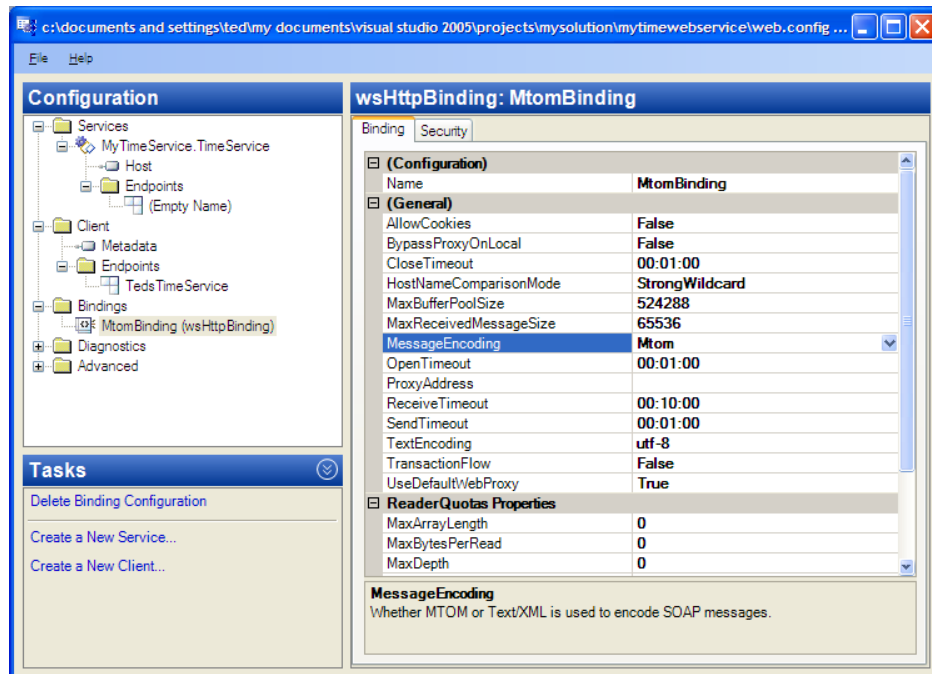 c:\documents and settings\ted\my documents\visual studio 2005\projects\mysolution\mytimewebservice\web.config ...
File Help
Configuration
Services
MyTimeService.TimeService
Host
Endpoints
(Empty Name)
Client
Metadata
Endpoints
TedsTimeService
Bindings
MtomBinding (wsHttpBinding)
Diagnostics
Advanced
Tasks
Delete Binding Configuration
Create a New Service...
Create a New Client...
wsHttpBinding: MtomBinding
Binding Security
(Configuration)
Name MtomBinding
(General)
AllowCookies False
BypassProxyOnLocal False
CloseTimeout 00:01:00
HostNameComparisonMode StrongWildcard
MaxBufferPoolSize 524288
MaxReceivedMessageSize 65536
MessageEncoding Mtom
OpenTimeout 00:01:00
ProxyAddress
ReceiveTimeout 00:10:00
SendTimeout 00:01:00
TextEncoding utf-8
TransactionFlow False
UseDefaultWebProxy True
ReaderQuotas Properties
MaxArrayLength 0
MaxBytesPerRead 0
MaxDepth 0
MessageEncoding
Whether MTOM or Text/XML is used to encode SOAP messages.